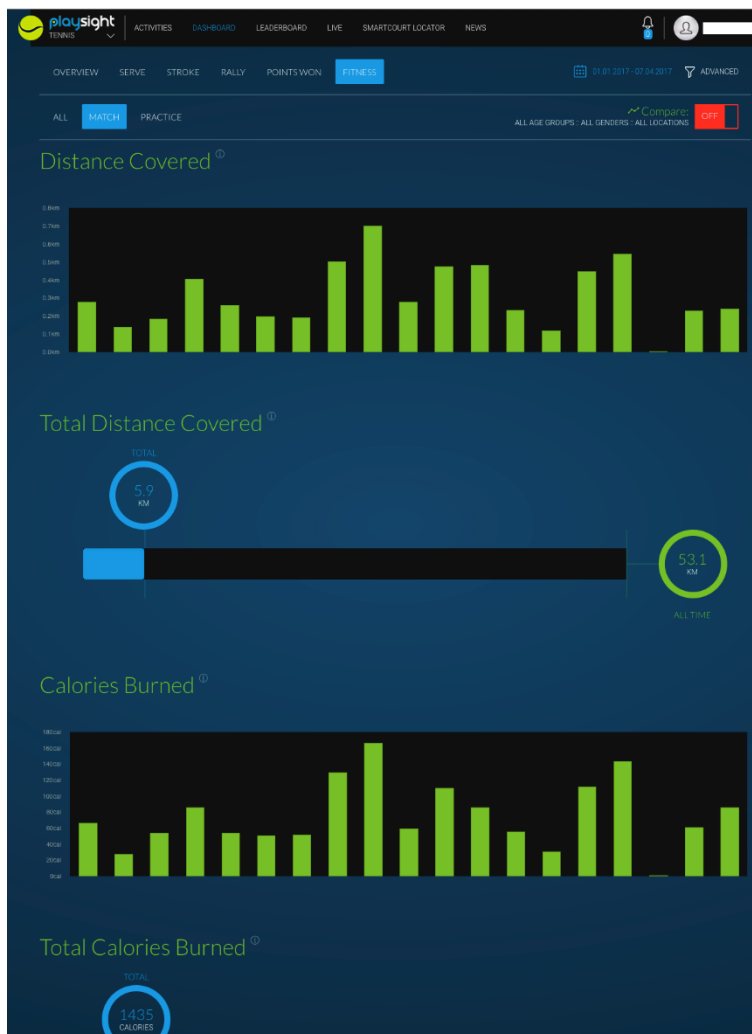 playsight
TENNIS
ACTIVITIES DASHBOARD LEADERBOARD LIVE SMARTCOURT LOCATOR NEWS
0
OVERVIEW SERVE STROKE RALLY POINTS WON FITNESS
01.01.2017 - 07.04.2017 ADVANCED
ALL MATCH PRACTICE
Compare:
ALL AGE GROUPS :: ALL GENDERS :: ALL LOCATIONS
OFF
Distance Covered
0.8km
0.7km
0.6km
0.5km
0.4km
0.3km
0.2km
0.1km
0.0km
Total Distance Covered
TOTAL
5.9
KM
53.1
KM
ALL TIME
Calories Burned
180cal
160cal
140cal
120cal
100cal
80cal
60cal
40cal
20cal
0cal
Total Calories Burned
TOTAL
1435
CALORIES